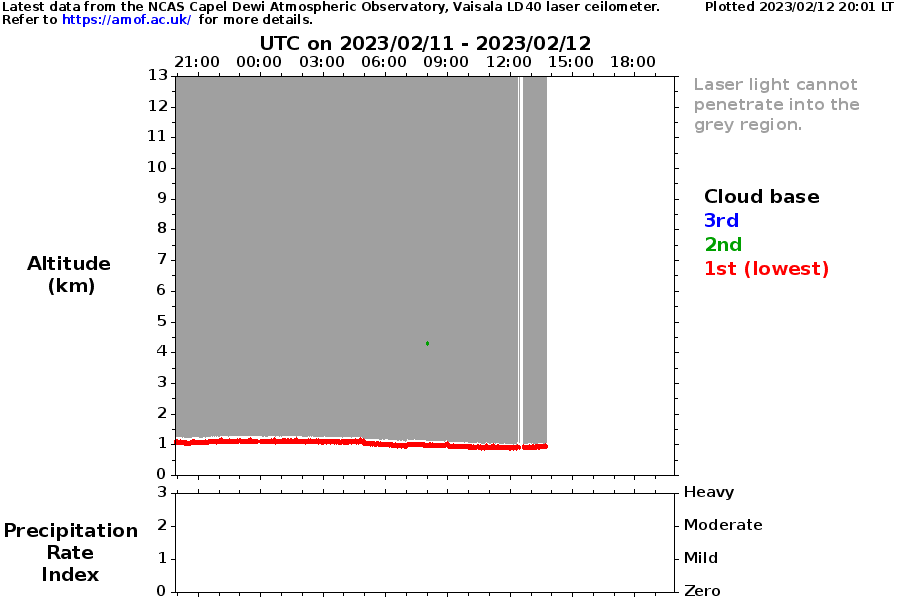 Latest data from the NCAS Capel Dewi Atmospheric Observatory, Vaisala LD40 laser ceilometer. Plotted 2023/02/12 20:01 LT
Refer to https://amof.ac.uk/ for more details.
UTC on 2023/02/11 - 2023/02/12
21:00 00:00 03:00 06:00 09:00 12:00 15:00 18:00
13
12
11
10
9
8
7
6
5
4
3
2
1
0
Altitude
(km)
Laser light cannot
penetrate into the
grey region.
Cloud base
3rd
2nd
1st (lowest)
3 Heavy
2 Moderate
1 Mild
0 Zero
Precipitation
Rate
Index